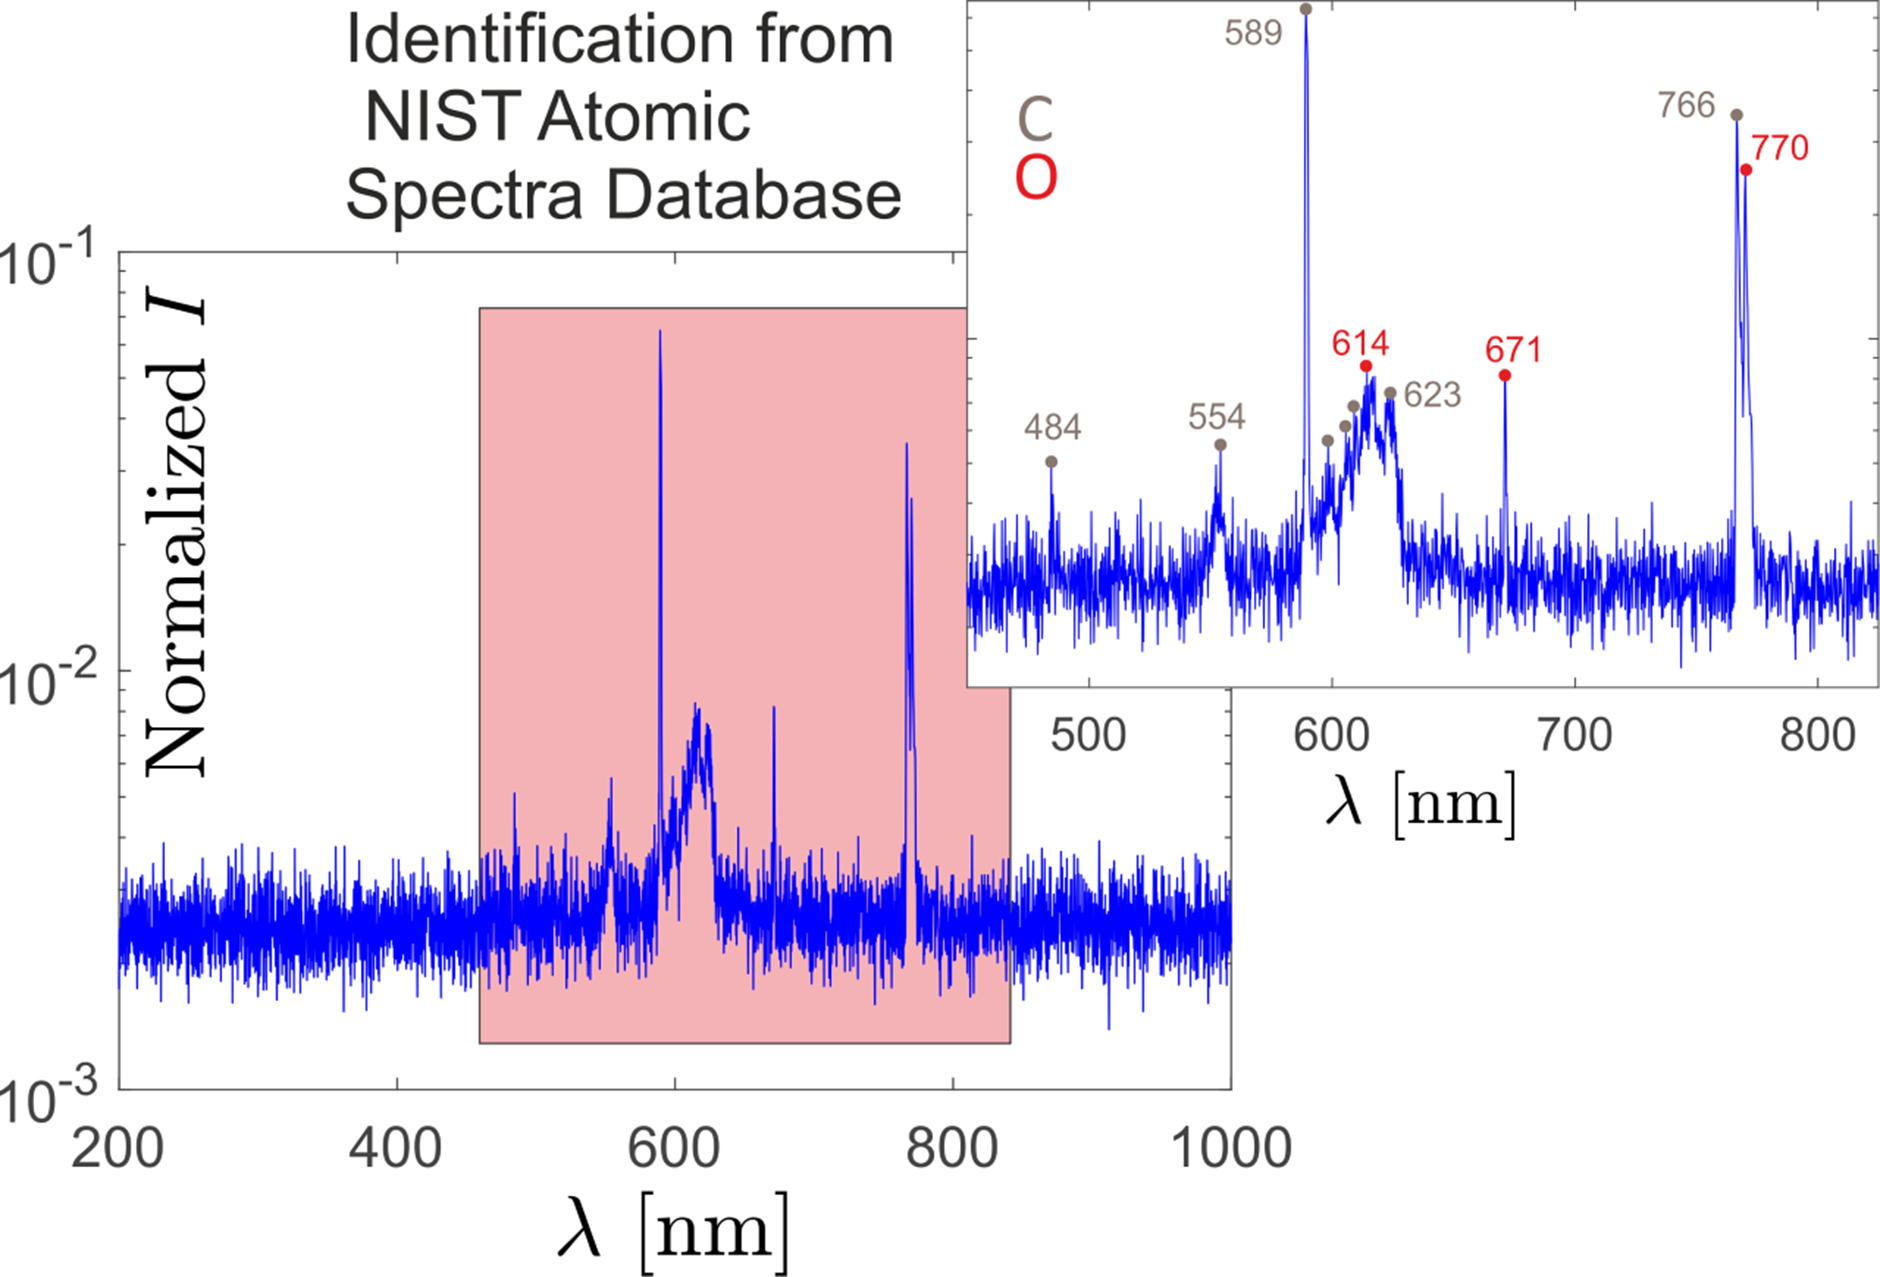 Identification from
NIST Atomic
Spectra Database
589
766
770
C
O
614
671
623
554
484
500
600
700
800
λ [nm]
10-1
10-2
10-3
Normalized I
200
400
600
800
1000
λ [nm]